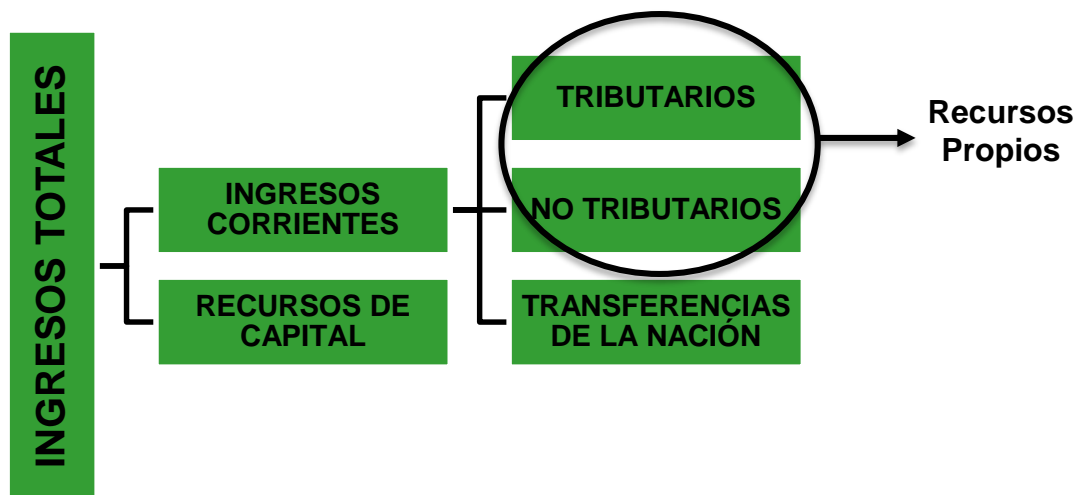 INGRESOS TOTALES
INGRESOS
CORRIENTES
RECURSOS DE
CAPITAL
TRIBUTARIOS
NO TRIBUTARIOS
TRANSFERENCIAS
DE LA NACIÓN
Recursos
Propios